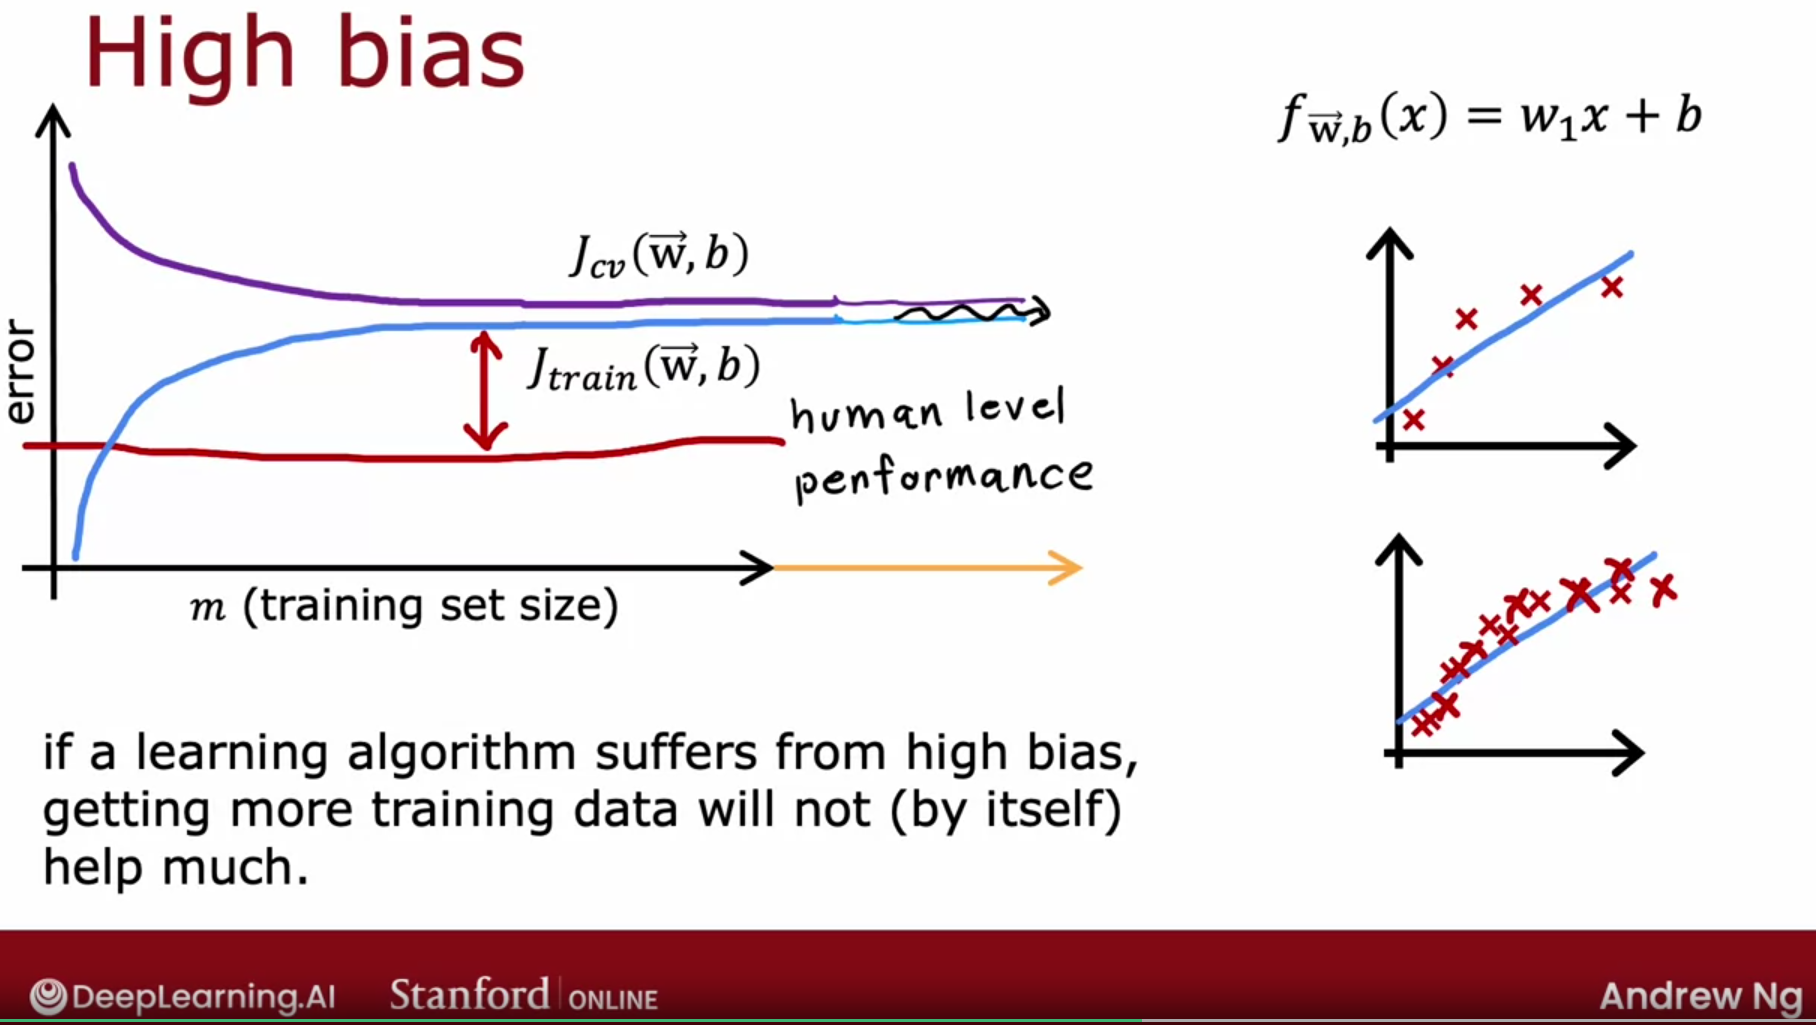 High bias
f_{\vec{w},b}(x) = w_1x + b
J_{cv}(\vec{w}, b)
J_{train}(\vec{w}, b)
human level
performance
error
m (training set size)
if a learning algorithm suffers from high bias,
getting more training data will not (by itself)
help much.
DeepLearning.AI
Stanford ONLINE
Andrew Ng